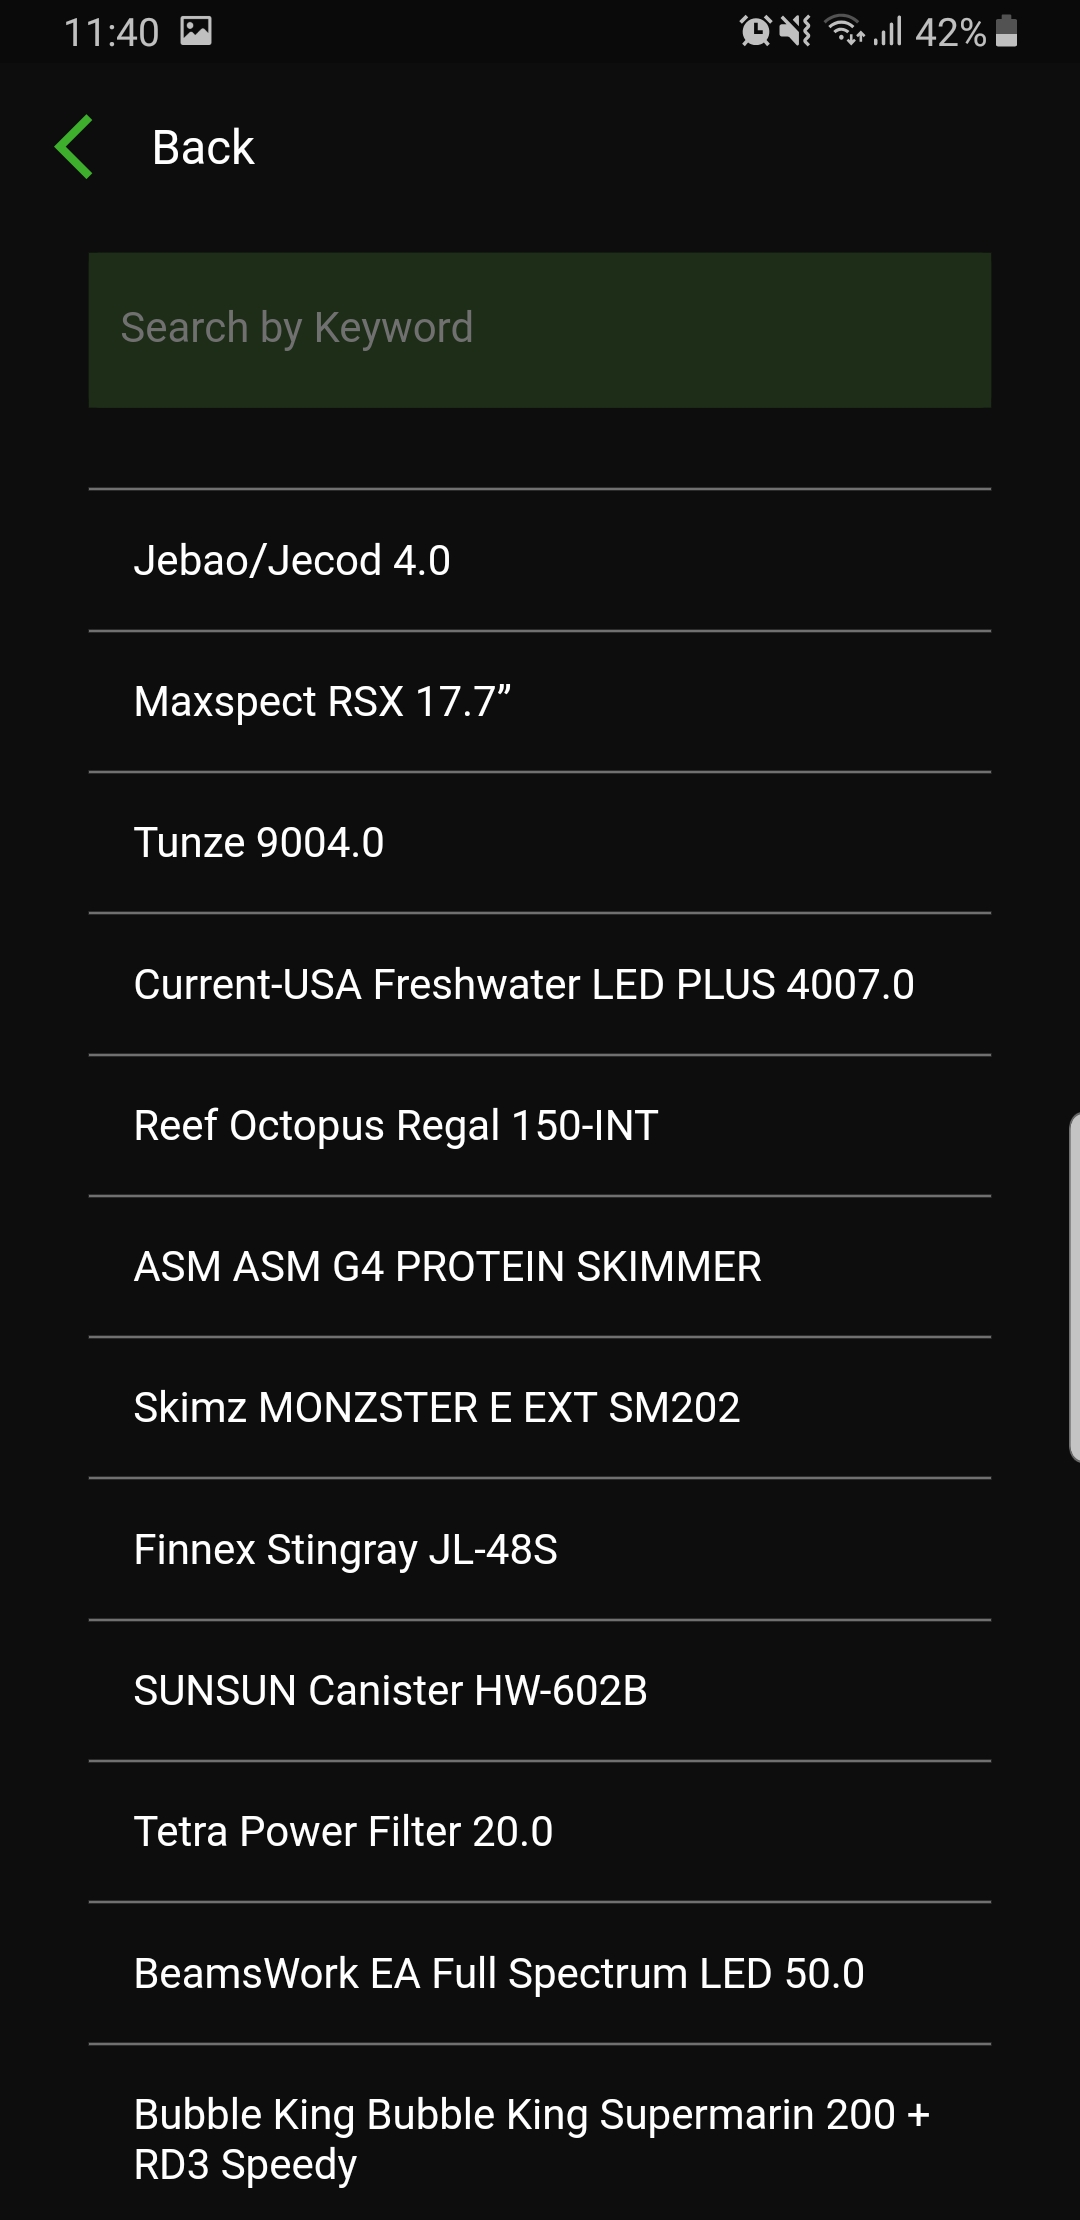 11:40 42%
Back
Search by Keyword
Jebao/Jecod 4.0
Maxspect RSX 17.7”
Tunze 9004.0
Current-USA Freshwater LED PLUS 4007.0
Reef Octopus Regal 150-INT
ASM ASM G4 PROTEIN SKIMMER
Skimz MONZSTER E EXT SM202
Finnex Stingray JL-48S
SUNSUN Canister HW-602B
Tetra Power Filter 20.0
BeamsWork EA Full Spectrum LED 50.0
Bubble King Bubble King Supermarin 200 +
RD3 Speedy